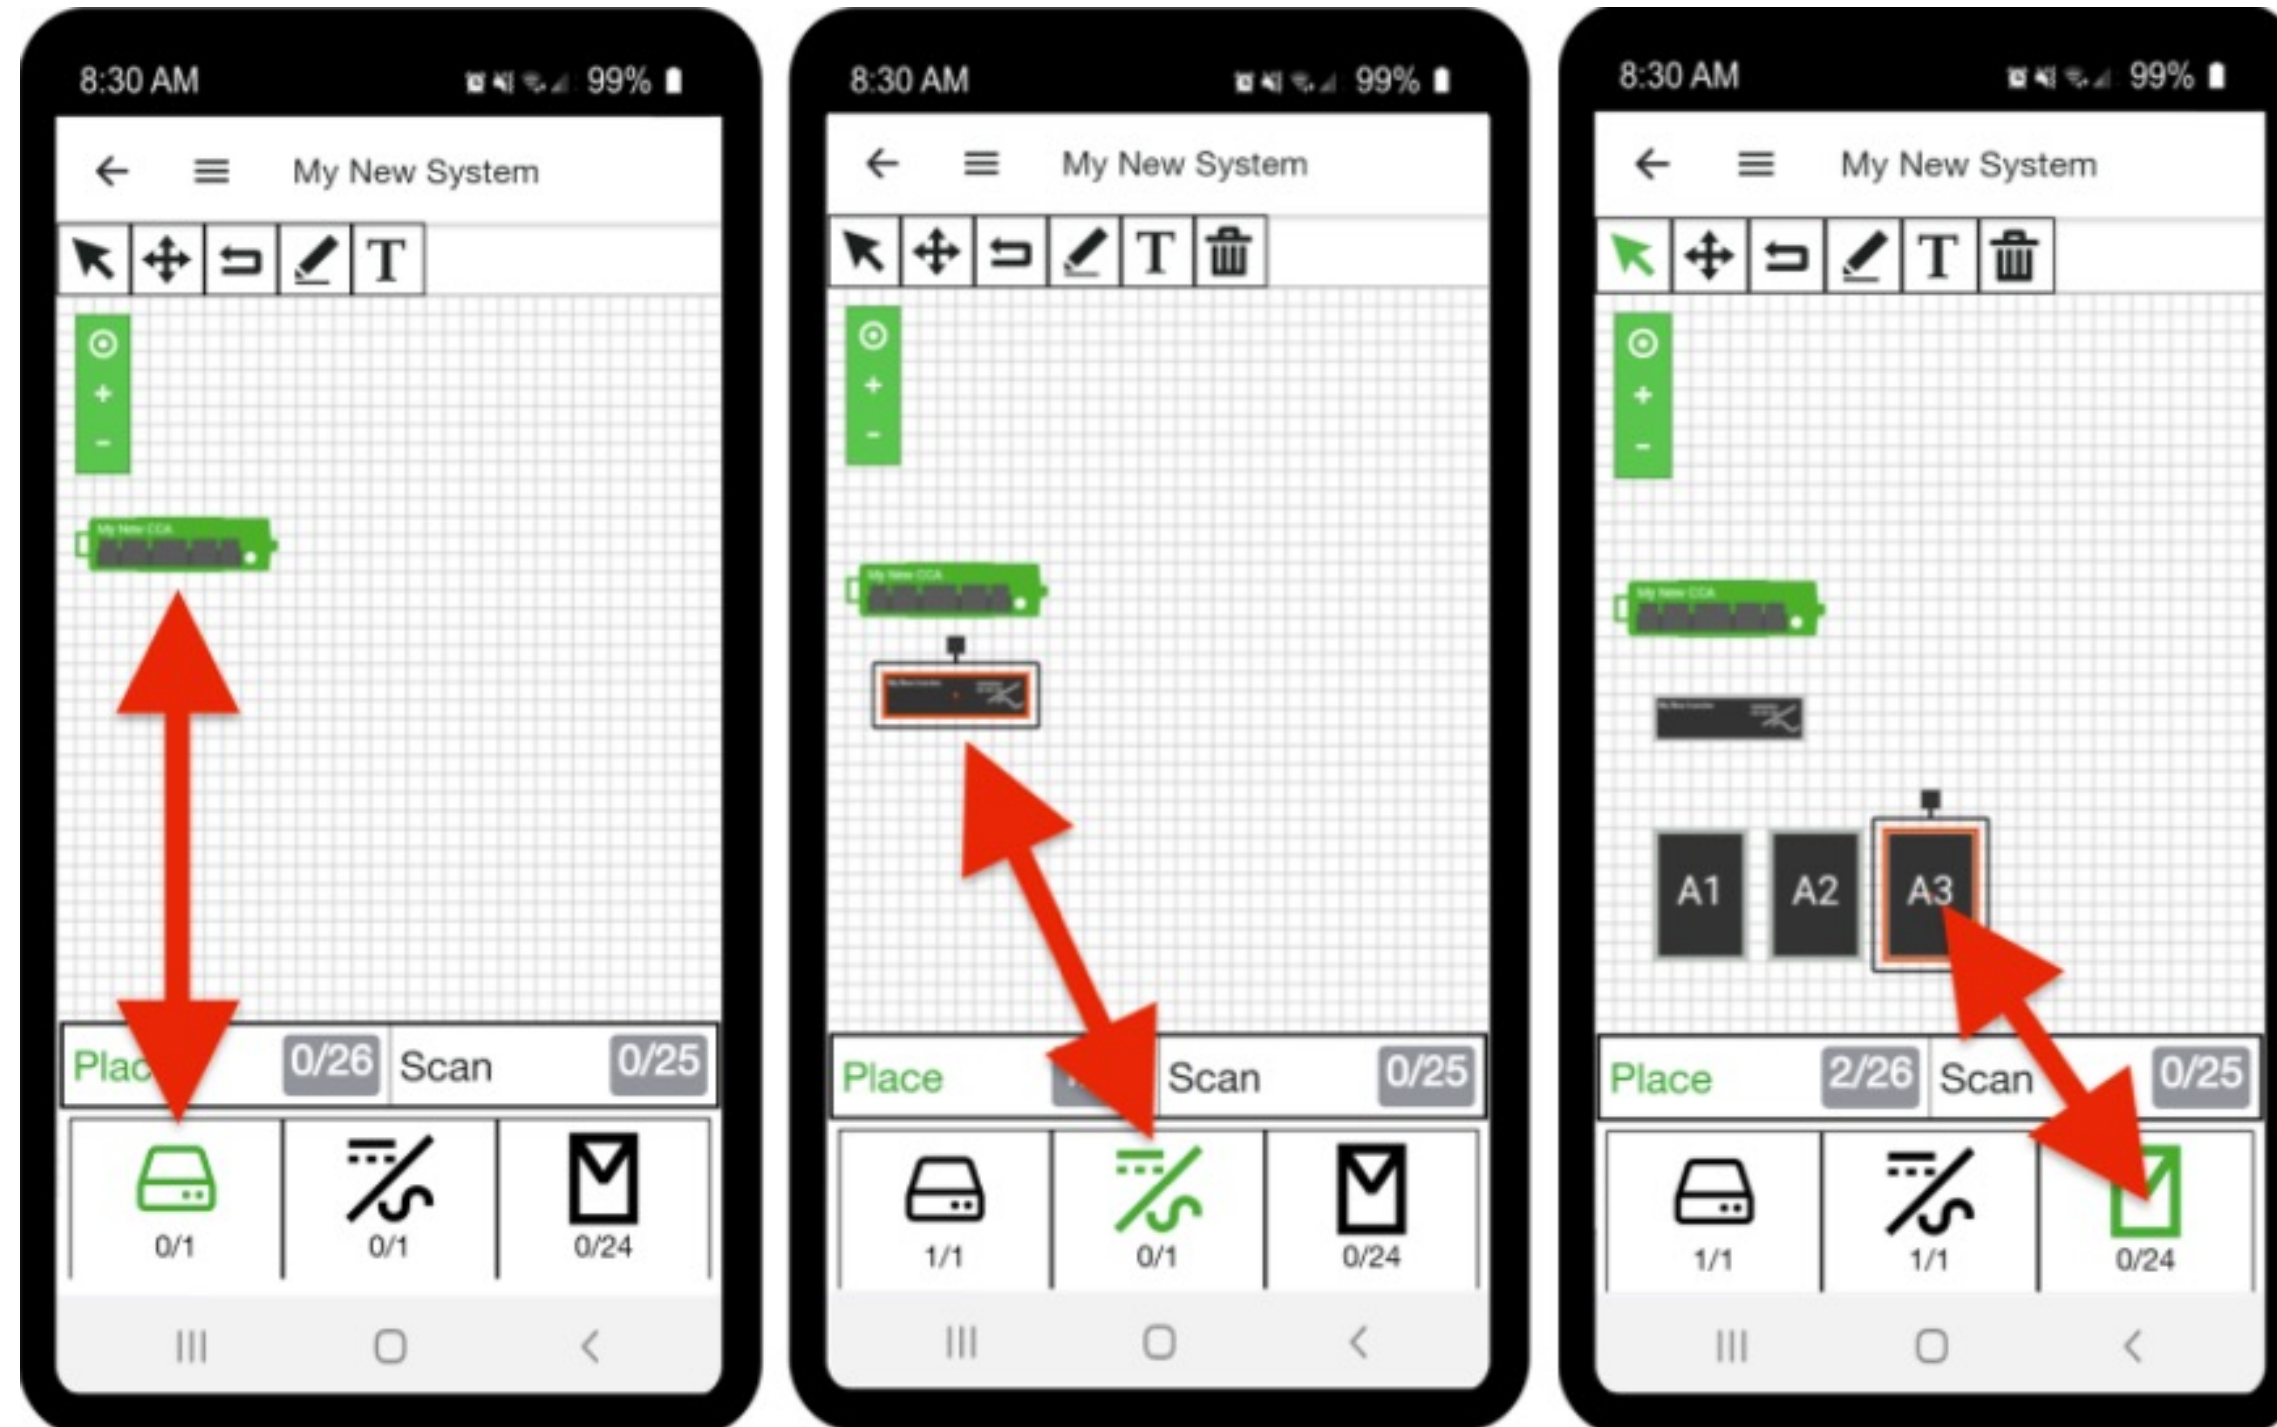 8:30 AM 99%
My New System
T
My New CCA
Place 0/26 Scan 0/25
0/1 0/1 0/24
8:30 AM 99%
My New System
T
My New CCA
Place Scan 0/25
1/1 0/1 0/24
8:30 AM 99%
My New System
T
My New CCA
A1 A2 A3
Place 2/26 Scan 0/25
1/1 1/1 0/24